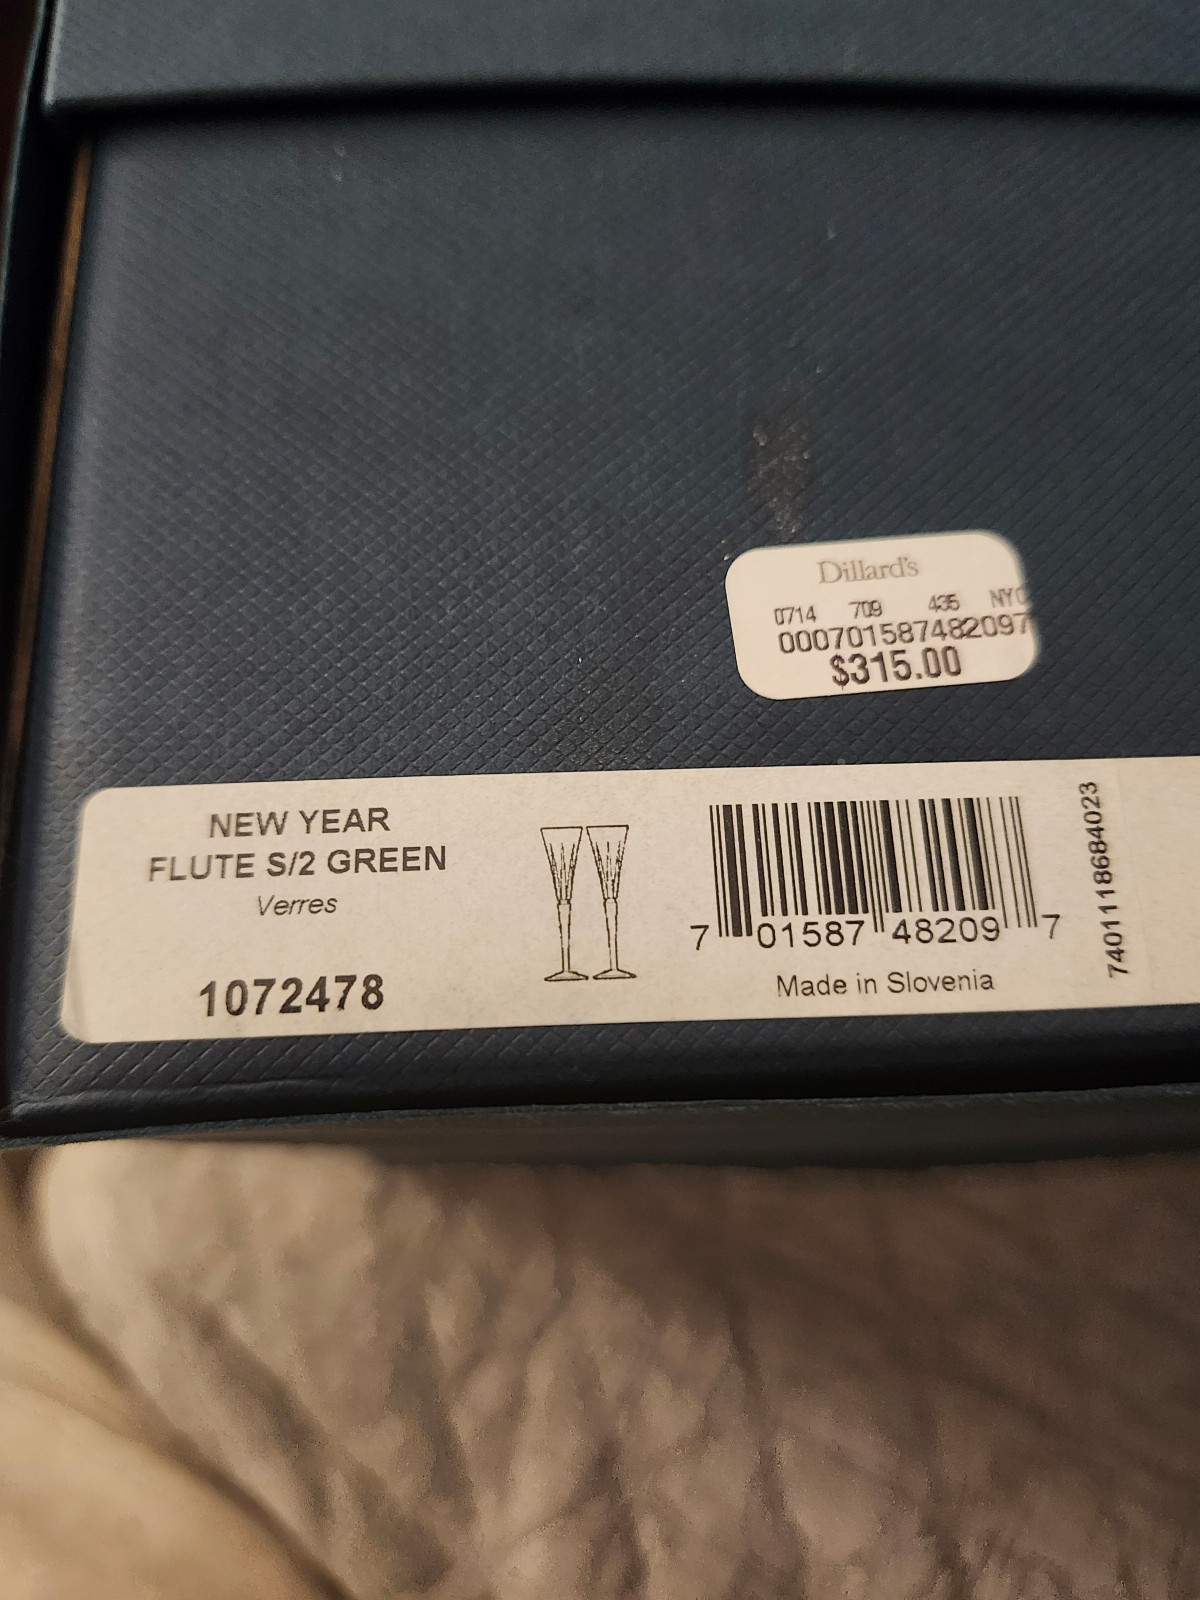 Dillard's
0714 709 435 NYC
000701587482097
$315.00
NEW YEAR
FLUTE S/2 GREEN
Verres
1072478
7 01587 48209 7
Made in Slovenia
7401118684023